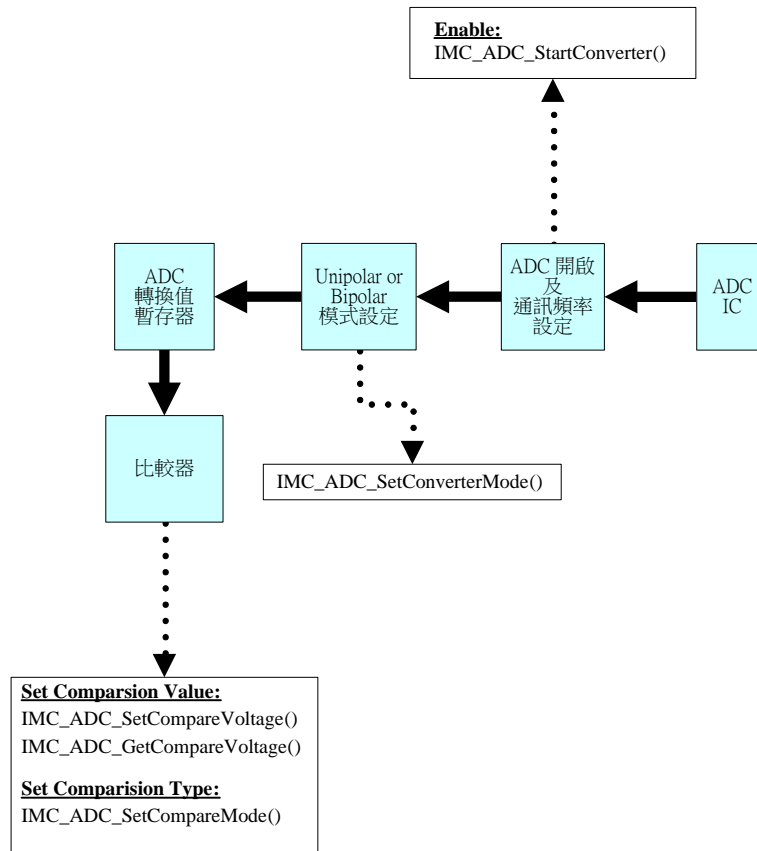 Enable:
IMC_ADC_StartConverter()
ADC
轉換值
暫存器
Unipolar or
Bipolar
模式設定
ADC 開啟
及
通訊頻率
設定
ADC
IC
比較器
IMC_ADC_SetConverterMode()
Set Comparsion Value:
IMC_ADC_SetCompareVoltage()
IMC_ADC_GetCompareVoltage()
Set Comparision Type:
IMC_ADC_SetCompareMode()